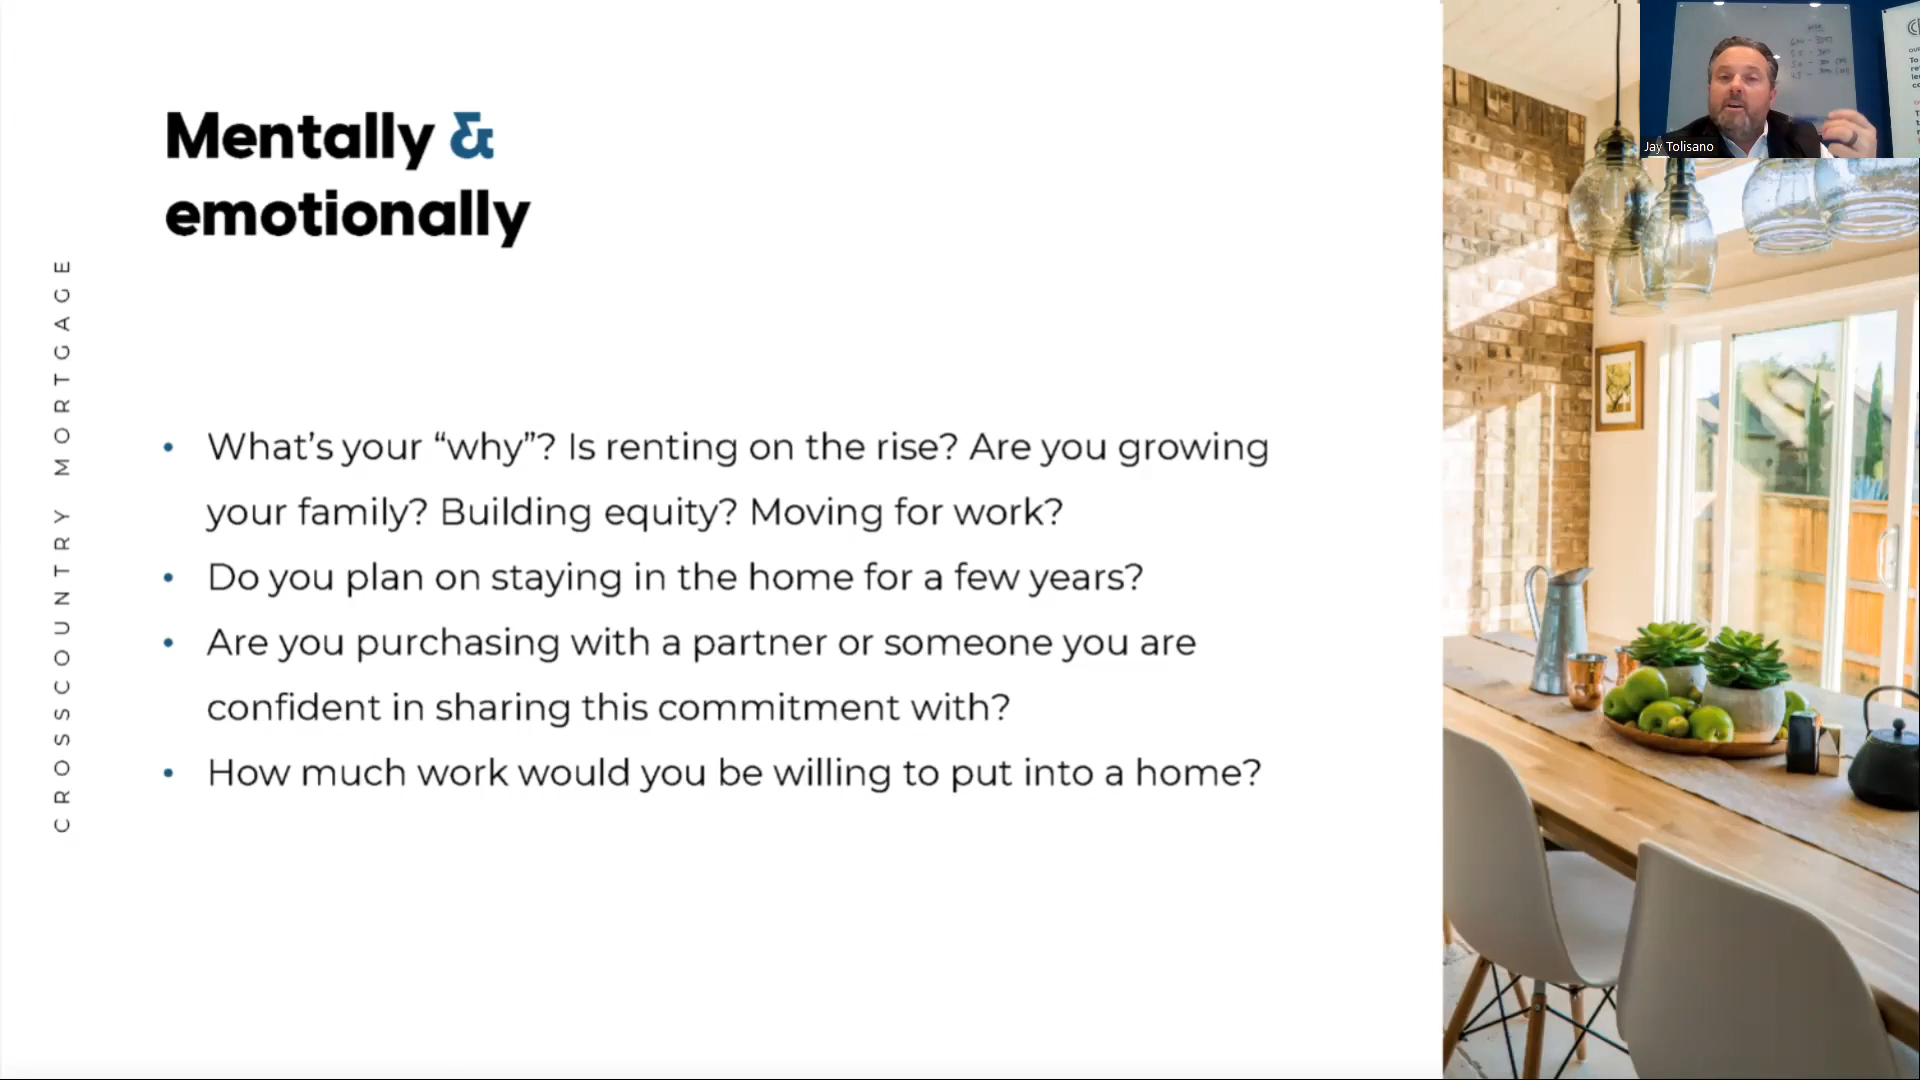 Mentally &
emotionally
CROSSCOUNTRY MORTGAGE
• What’s your “why”? Is renting on the rise? Are you growing
your family? Building equity? Moving for work?
• Do you plan on staying in the home for a few years?
• Are you purchasing with a partner or someone you are
confident in sharing this commitment with?
• How much work would you be willing to put into a home?
Jay Tolisano